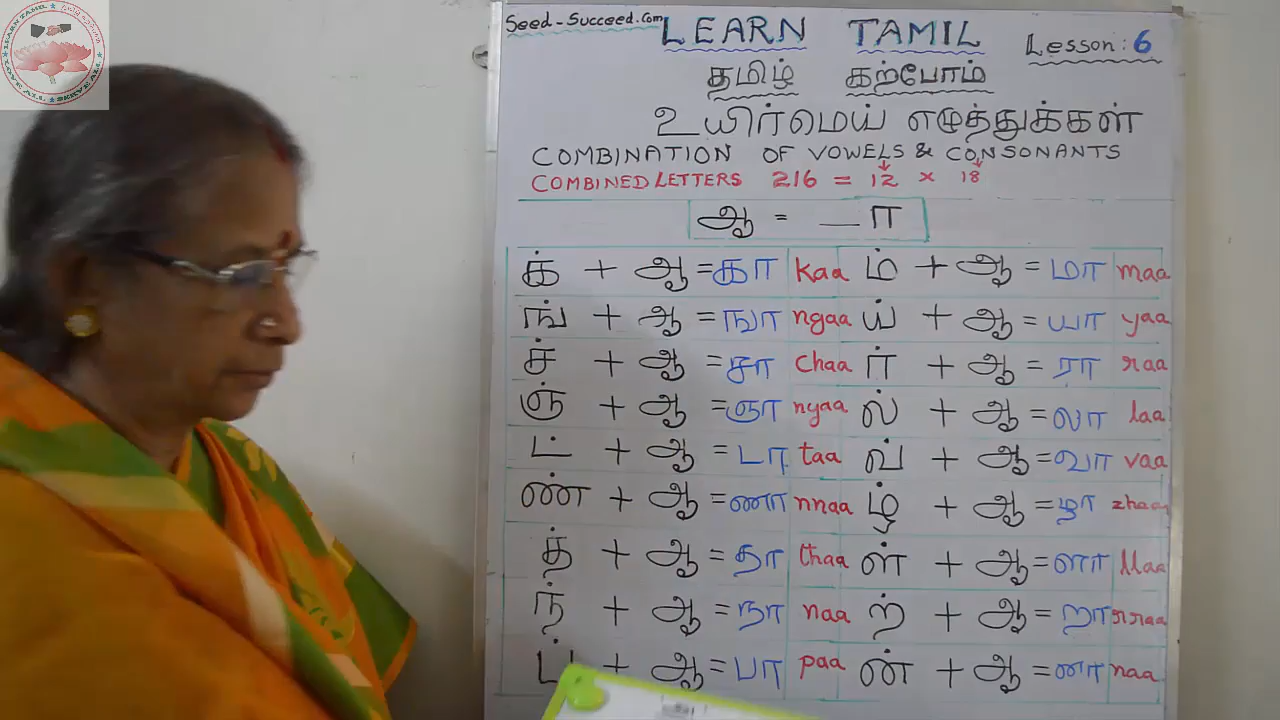 Seed-Succeed.Com
LEARN TAMIL
Lesson: 6
தமிழ் கற்போம்
உயிர்மெய் எழுத்துக்கள்
COMBINATION OF VOWELS & CONSONANTS
COMBINED LETTERS 216 = 12 x 18
ஆ = _ா
க் + ஆ = கா kaa ம் + ஆ = மா maa
ங் + ஆ = ஙா ngaa ய் + ஆ = யா yaa
ச் + ஆ = சா chaa ர் + ஆ = ரா raa
ஞ் + ஆ = ஞா nyaa ல் + ஆ = லா laa
ட் + ஆ = டா taa வ் + ஆ = வா vaa
ண் + ஆ = ணா nnaa ழ் + ஆ = ழா zhaa
த் + ஆ = தா thaa ள் + ஆ = ளா llaa
ந் + ஆ = நா naa ற் + ஆ = றா rraa
ப் + ஆ = பா paa ன் + ஆ = னா naa